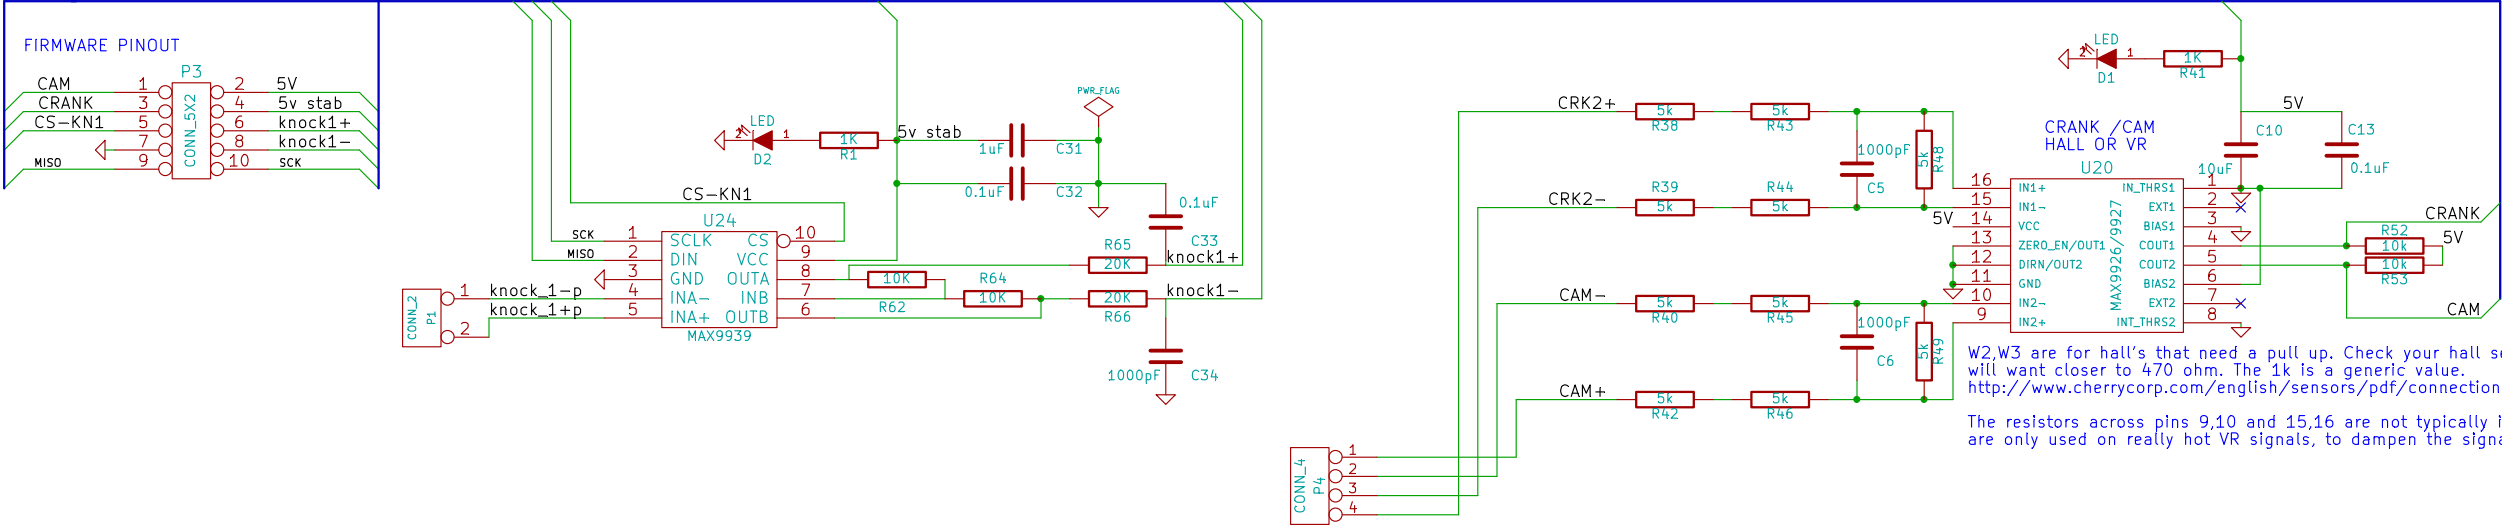 FIRMWARE PINOUT
P3
CONN_5X2
CAM 1 2 5V
CRANK 3 4 5v stab
CS-KN1 5 6 knock1+
7 8 knock1-
MISO 9 10 SCK
LED
2 1
D2
1K
R1
5v stab
1uF C31
0.1uF C32
PWR_FLAG
0.1uF
C33
CS-KN1
U24
SCK 1 SCLK CS 10
MISO 2 DIN VCC 9
3 GND OUTA 8
4 INA- INB 7
5 INA+ OUTB 6
MAX9939
CONN_2
P1
1 knock_1-p
2 knock_1+p
10K
R62
R64
10K
R65
20K
knock1+
20K
R66
knock1-
1000pF C34
CONN_4
P4
1
2
3
4
CRK2+
5k
R38
5k
R43
CRK2-
R39
5k
R44
5k
1000pF
C5
5k
R48
CAM-
5k
R40
5k
R45
1000pF
C6
5k
R49
CAM+
5k
R42
5k
R46
LED
2 1
D1
1K
R41
5V
CRANK /CAM
HALL OR VR
C10
10uF
C13
0.1uF
U20
MAX9926/9927
16 IN1+ IN_THRS1 1
15 IN1- EXT1 2
5V 14 VCC BIAS1 3
13 ZERO_EN/OUT1 COUT1 4
12 DIRN/OUT2 COUT2 5
11 GND BIAS2 6
10 IN2- EXT2 7
9 IN2+ INT_THRS2 8
CRANK
R52
10k
5V
10k
R53
CAM
W2,W3 are for hall's that need a pull up. Check your hall se
will want closer to 470 ohm. The 1k is a generic value.
http://www.cherrycorp.com/english/sensors/pdf/connection
The resistors across pins 9,10 and 15,16 are not typically i
are only used on really hot VR signals, to dampen the signa